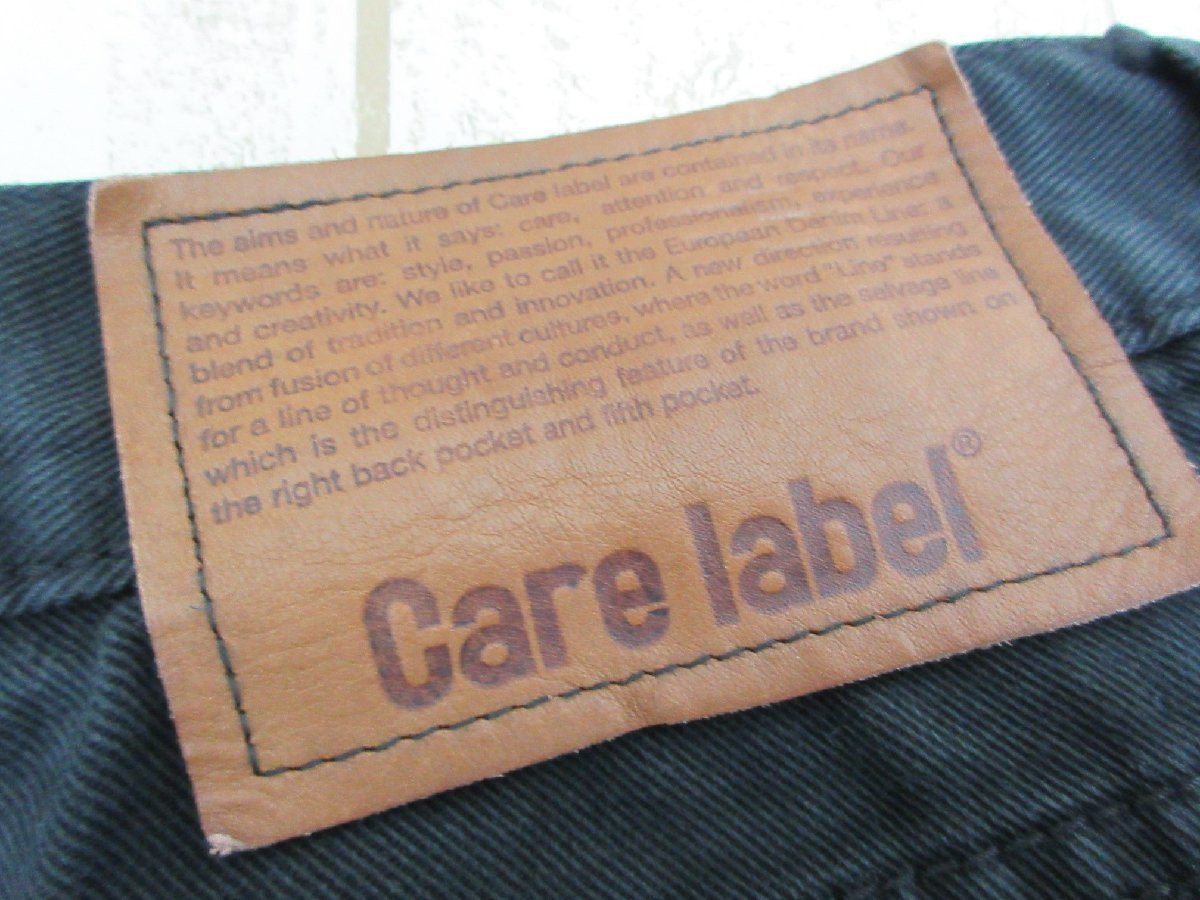 The aims and nature of Care label are contained in its name.
It means what it says: care, attention and respect. Our
keywords are: style, passion, professionalism, experience
and creativity. We like to call it the European Denim Line: a
blend of tradition and innovation. A new direction resulting
from fusion of different cultures, where the word "Line" stands
for a line of thought and conduct, as well as the selvage line
which is the distinguishing feature of the brand shown on
the right back pocket and fifth pocket.
Care label®